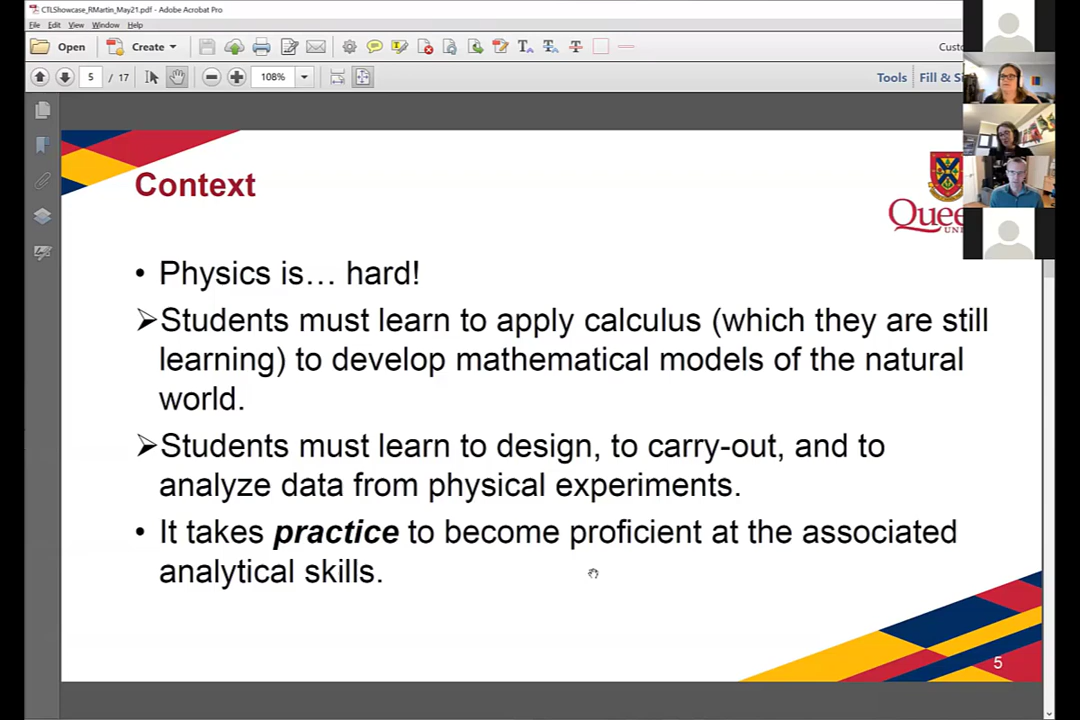 CTLShowcase_RMartin_May21.pdf - Adobe Acrobat Pro
File Edit View Window Help
Open Create
5 / 17 108% Tools Fill &
Context
• Physics is… hard!
➢Students must learn to apply calculus (which they are still
learning) to develop mathematical models of the natural
world.
➢Students must learn to design, to carry-out, and to
analyze data from physical experiments.
• It takes practice to become proficient at the associated
analytical skills.
5